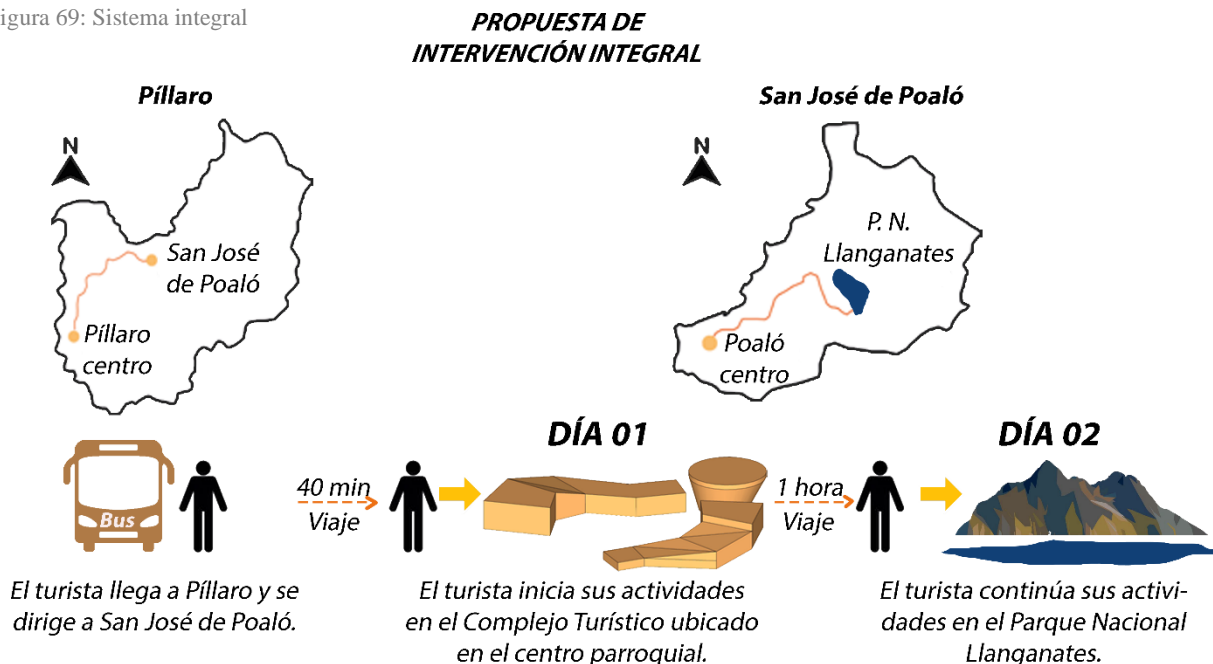 igura 69: Sistema integral
PROPUESTA DE
INTERVENCIÓN INTEGRAL
Píllaro
N
San José
de Poaló
Píllaro
centro
San José de Poaló
N
P. N.
Llanganates
Poaló
centro
DÍA 01
DÍA 02
Bus
40 min
Viaje
1 hora
Viaje
El turista llega a Píllaro y se
dirige a San José de Poaló.
El turista inicia sus actividades
en el Complejo Turístico ubicado
en el centro parroquial.
El turista continúa sus activi-
dades en el Parque Nacional
Llanganates.